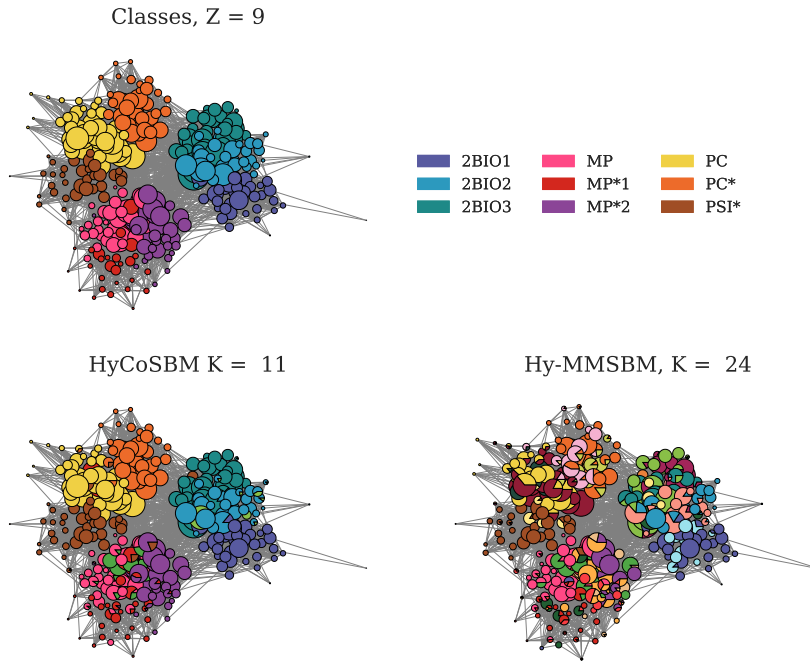 Classes, Z = 9
2BIO1 MP PC
2BIO2 MP*1 PC*
2BIO3 MP*2 PSI*
HyCoSBM K = 11
Hy-MMSBM, K = 24